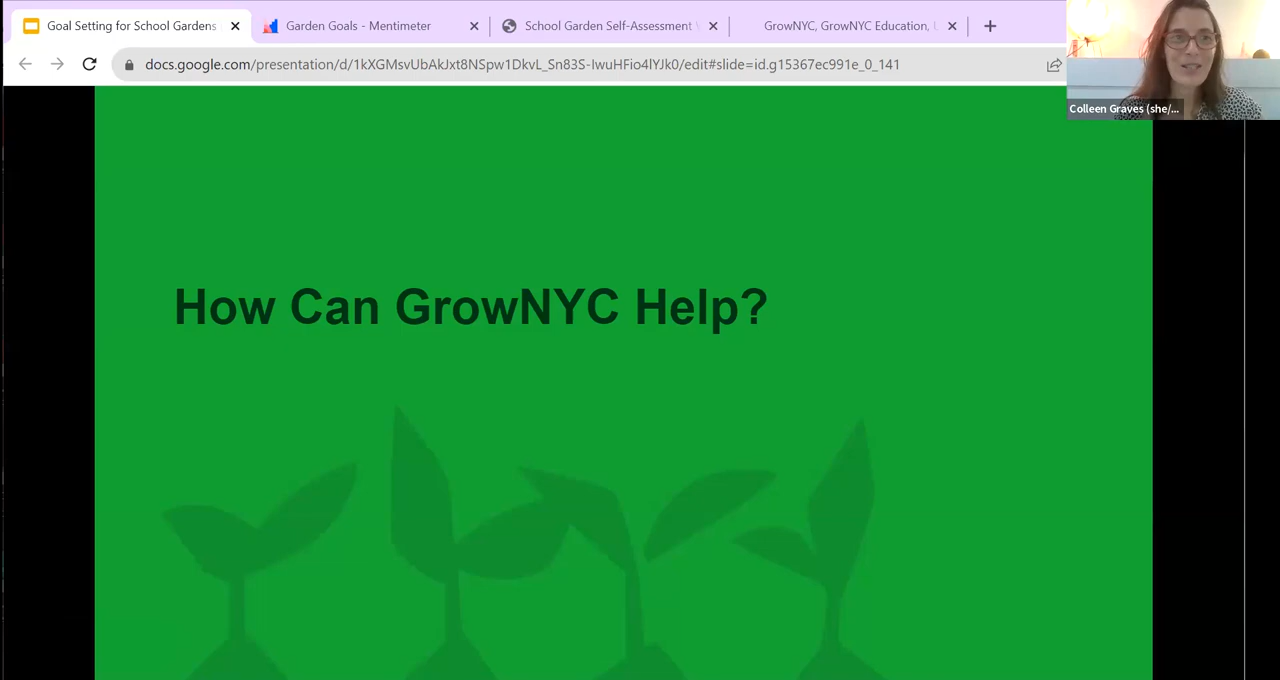 Goal Setting for School Gardens
Garden Goals - Mentimeter
School Garden Self-Assessment
GrowNYC, GrowNYC Education,
docs.google.com/presentation/d/1kXGMsvUbAkJxt8NSpw1DkvL_Sn83S-IwuHFio4lYJk0/edit#slide=id.g15367ec991e_0_141
Colleen Graves (she/...
How Can GrowNYC Help?